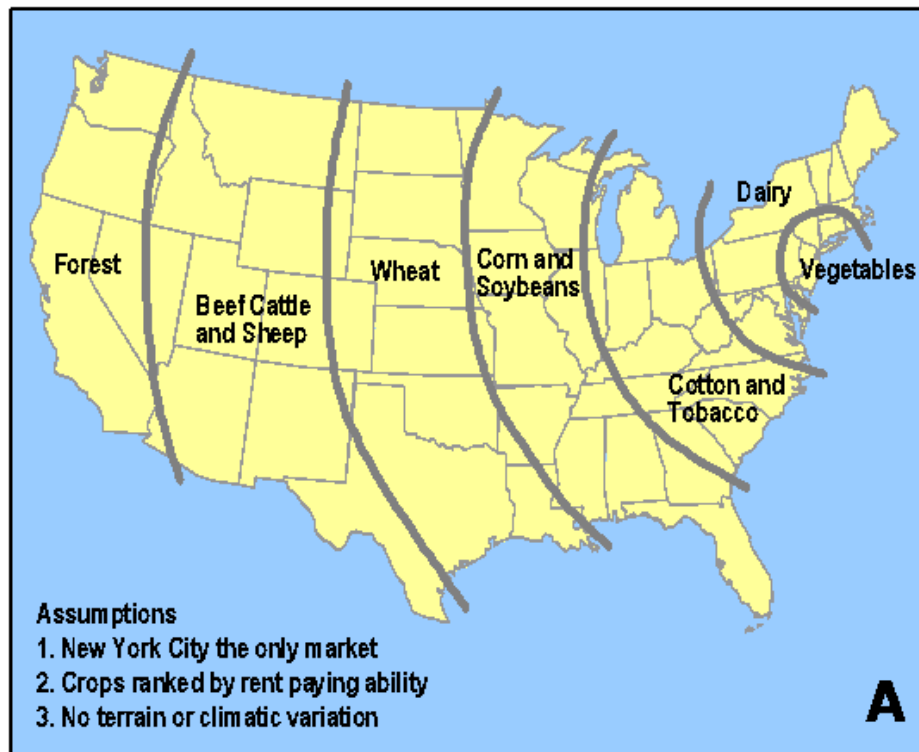 Dairy
Forest
Wheat
Corn and
Soybeans
Vegetables
Beef Cattle
and Sheep
Cotton and
Tobacco
Assumptions
1. New York City the only market
2. Crops ranked by rent paying ability
3. No terrain or climatic variation
A